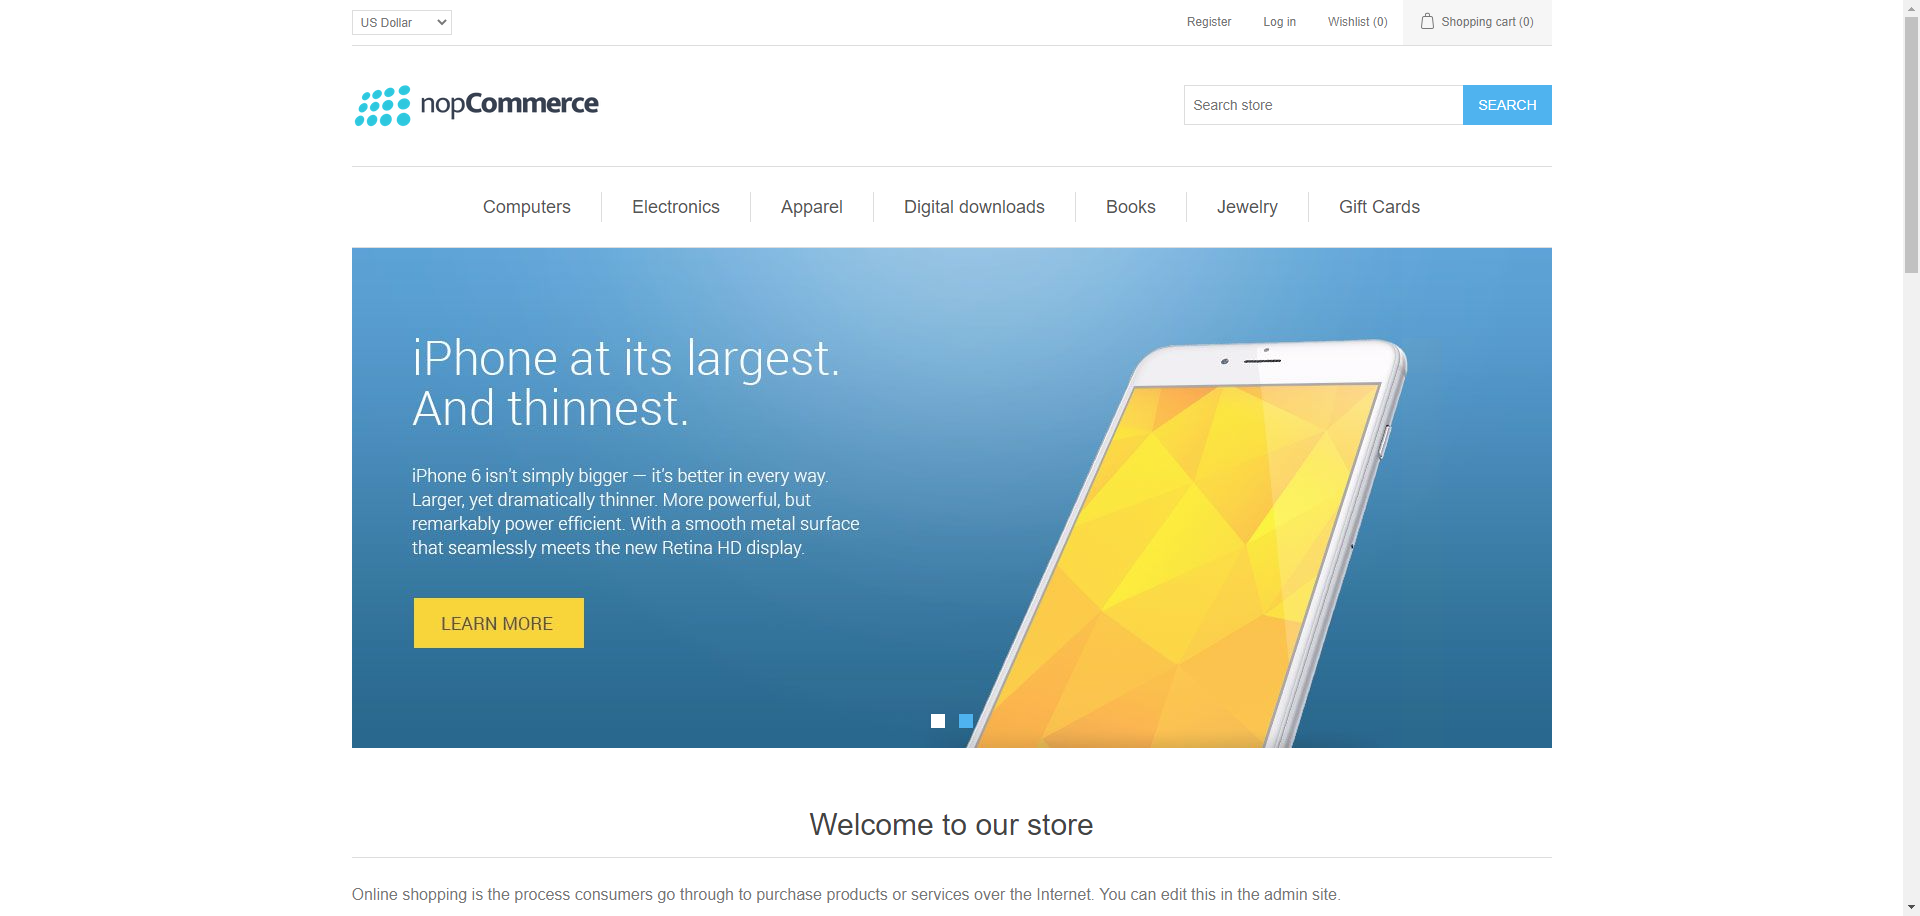 US Dollar
Register
Log in
Wishlist (0)
Shopping cart (0)
nopCommerce
Search store
SEARCH
Computers
Electronics
Apparel
Digital downloads
Books
Jewelry
Gift Cards
iPhone at its largest.
And thinnest.
iPhone 6 isn't simply bigger — it's better in every way.
Larger, yet dramatically thinner. More powerful, but
remarkably power efficient. With a smooth metal surface
that seamlessly meets the new Retina HD display.
LEARN MORE
Welcome to our store
Online shopping is the process consumers go through to purchase products or services over the Internet. You can edit this in the admin site.